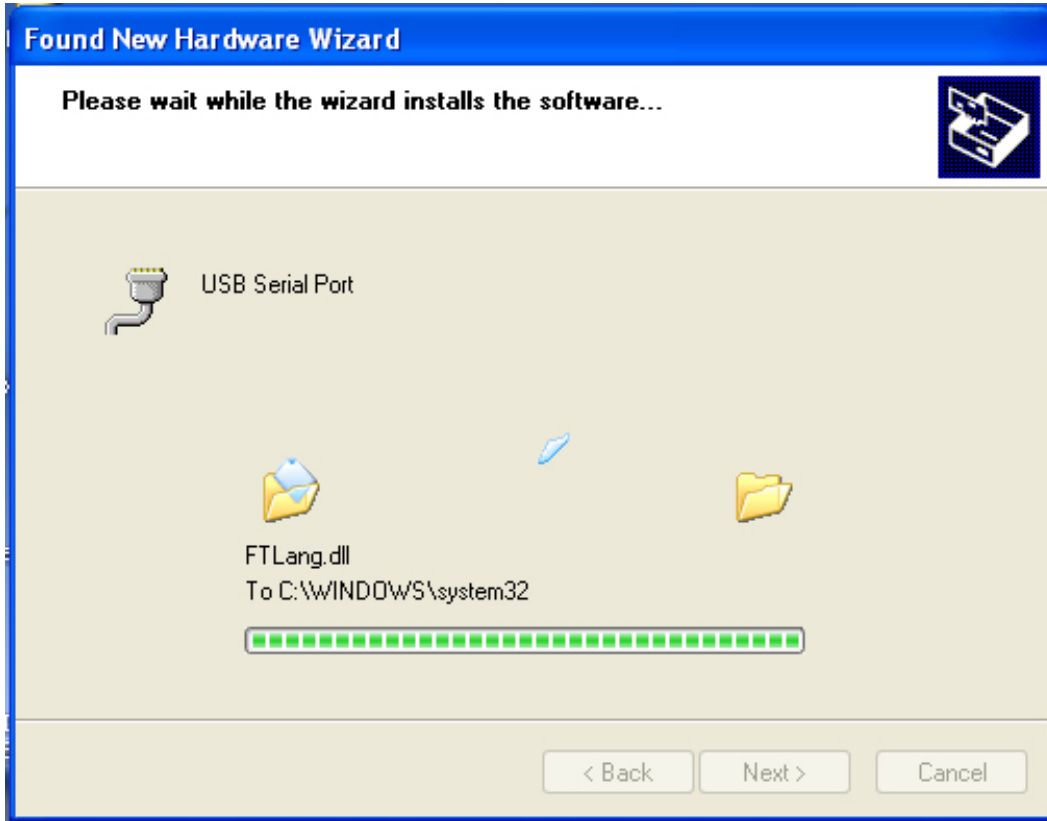 Found New Hardware Wizard
Please wait while the wizard installs the software...
USB Serial Port
FTLang.dll
To C:\WINDOWS\system32
< Back Next > Cancel